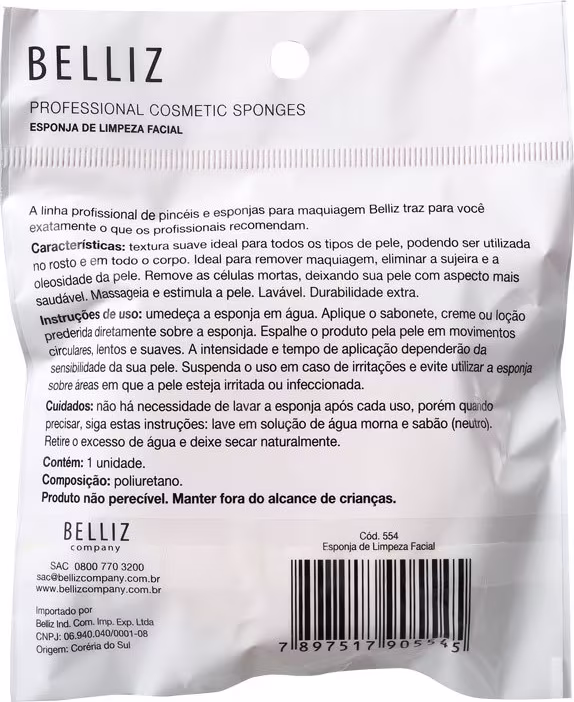 BELLIZ
PROFESSIONAL COSMETIC SPONGES
ESPONJA DE LIMPEZA FACIAL
A linha profissional de pincéis e esponjas para maquiagem Belliz traz para você
exatamente o que os profissionais recomendam.
Características: textura suave ideal para todos os tipos de pele, podendo ser utilizada
no rosto e em todo o corpo. Ideal para remover maquiagem, eliminar a sujeira e a
oleosidade da pele. Remove as células mortas, deixando sua pele com aspecto mais
saudável. Massageia e estimula a pele. Lavável. Durabilidade extra.
Instruções de uso: umedeça a esponja em água. Aplique o sabonete, creme ou loção
prederida diretamente sobre a esponja. Espalhe o produto pela pele em movimentos
circulares, lentos e suaves. A intensidade e tempo de aplicação dependerão da
sensibilidade da sua pele. Suspenda o uso em caso de irritações e evite utilizar a esponja
sobre áreas em que a pele esteja irritada ou infeccionada.
Cuidados: não há necessidade de lavar a esponja após cada uso, porém quando
precisar, siga estas instruções: lave em solução de água morna e sabão (neutro).
Retire o excesso de água e deixe secar naturalmente.
Contém: 1 unidade.
Composição: poliuretano.
Produto não perecível. Manter fora do alcance de crianças.
BELLIZ
company
SAC 0800 770 3200
sac@bellizcompany.com.br
www.bellizcompany.com.br
Importado por
Belliz Ind. Com. Imp. Exp. Ltda
CNPJ: 06.940.040/0001-08
Origem: Coréria do Sul
Cód. 554
Esponja de Limpeza Facial
7 897517 905545